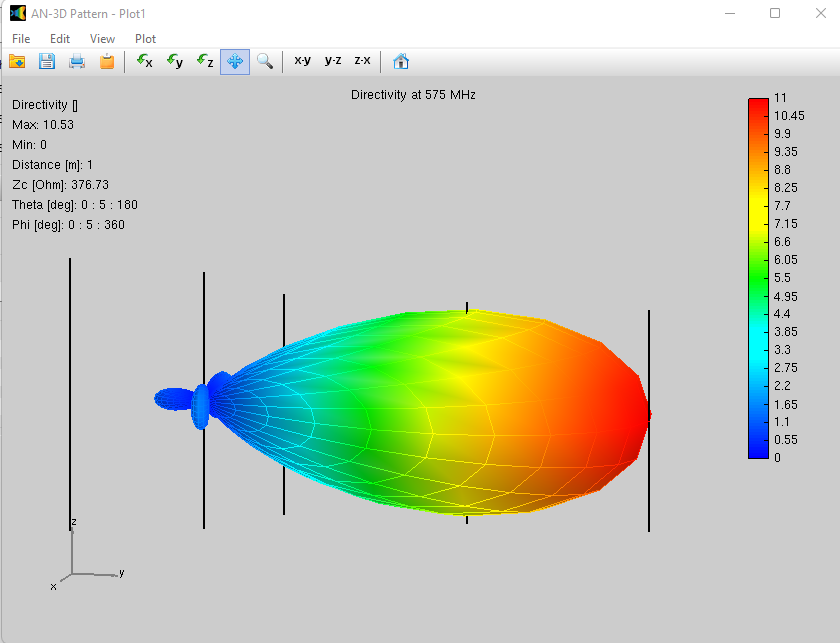 AN-3D Pattern - Plot1
File Edit View Plot
x y z x-y y-z z-x
Directivity at 575 MHz
Directivity []
Max: 10.53
Min: 0
Distance [m]: 1
Zc [Ohm]: 376.73
Theta [deg]: 0 : 5 : 180
Phi [deg]: 0 : 5 : 360
11
10.45
9.9
9.35
8.8
8.25
7.7
7.15
6.6
6.05
5.5
4.95
4.4
3.85
3.3
2.75
2.2
1.65
1.1
0.55
0
z
y
x